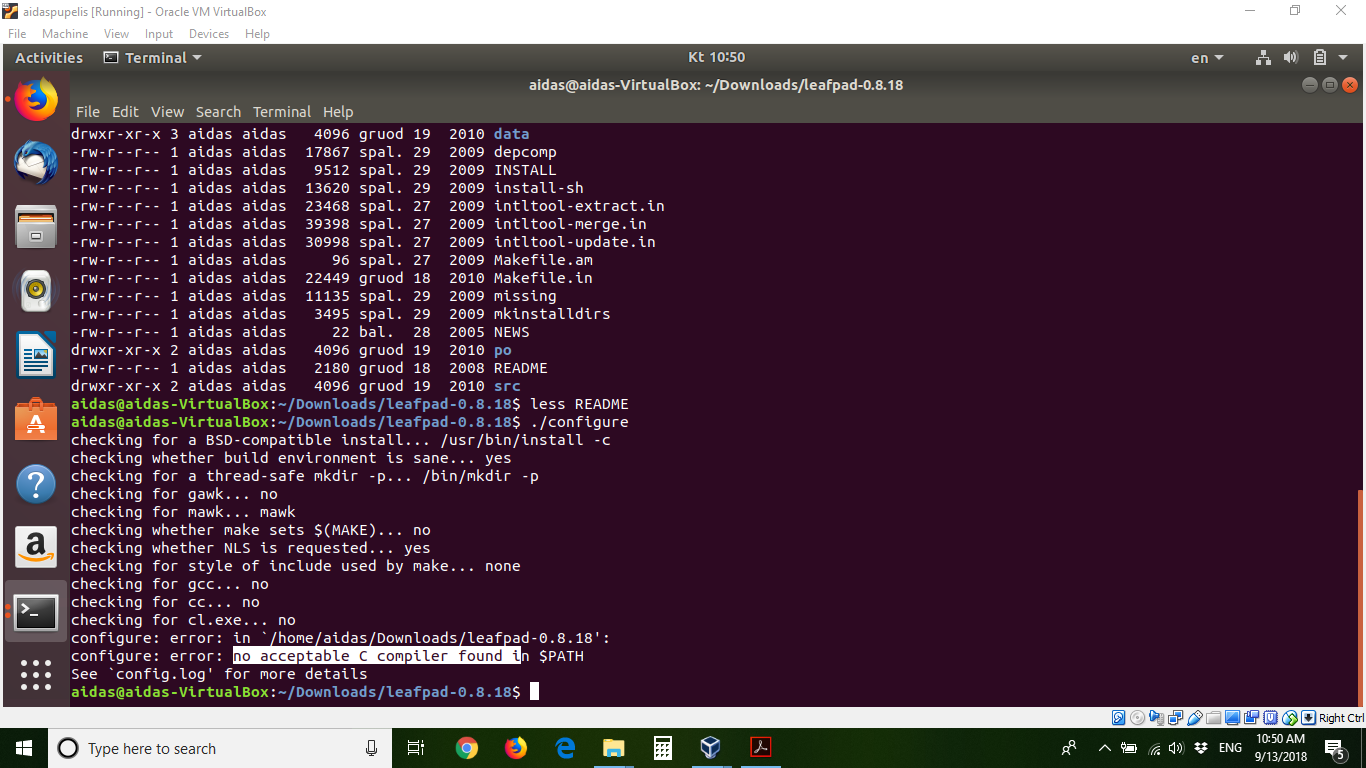 aidaspupelis [Running] - Oracle VM VirtualBox
File Machine View Input Devices Help
Activities Terminal Kt 10:50 en
aidas@aidas-VirtualBox: ~/Downloads/leafpad-0.8.18
File Edit View Search Terminal Help
drwxr-xr-x 3 aidas aidas 4096 gruod 19 2010 data
-rw-r--r-- 1 aidas aidas 17867 spal. 29 2009 depcomp
-rw-r--r-- 1 aidas aidas 9512 spal. 29 2009 INSTALL
-rw-r--r-- 1 aidas aidas 13620 spal. 29 2009 install-sh
-rw-r--r-- 1 aidas aidas 23468 spal. 27 2009 intltool-extract.in
-rw-r--r-- 1 aidas aidas 39398 spal. 27 2009 intltool-merge.in
-rw-r--r-- 1 aidas aidas 30998 spal. 27 2009 intltool-update.in
-rw-r--r-- 1 aidas aidas 96 spal. 27 2009 Makefile.am
-rw-r--r-- 1 aidas aidas 22449 gruod 18 2010 Makefile.in
-rw-r--r-- 1 aidas aidas 11135 spal. 29 2009 missing
-rw-r--r-- 1 aidas aidas 3495 spal. 29 2009 mkinstalldirs
-rw-r--r-- 1 aidas aidas 22 bal. 28 2005 NEWS
drwxr-xr-x 2 aidas aidas 4096 gruod 19 2010 po
-rw-r--r-- 1 aidas aidas 2180 gruod 18 2008 README
drwxr-xr-x 2 aidas aidas 4096 gruod 19 2010 src
aidas@aidas-VirtualBox:~/Downloads/leafpad-0.8.18$ less README
aidas@aidas-VirtualBox:~/Downloads/leafpad-0.8.18$ ./configure
checking for a BSD-compatible install... /usr/bin/install -c
checking whether build environment is sane... yes
checking for a thread-safe mkdir -p... /bin/mkdir -p
checking for gawk... no
checking for mawk... mawk
checking whether make sets $(MAKE)... no
checking whether NLS is requested... yes
checking for style of include used by make... none
checking for gcc... no
checking for cc... no
checking for cl.exe... no
configure: error: in `/home/aidas/Downloads/leafpad-0.8.18':
configure: error: no acceptable C compiler found in $PATH
See `config.log' for more details
aidas@aidas-VirtualBox:~/Downloads/leafpad-0.8.18$
Right Ctrl
Type here to search
ENG
10:50 AM
9/13/2018
5